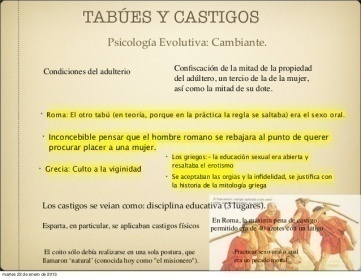 TABÚES Y CASTIGOS
Psicología Evolutiva: Cambiante.
Condiciones del adulterio
Confiscación de la mitad de la propiedad
del adúltero, un tercio de la de la mujer,
así como la mitad de su dote.
• Roma: El otro tabú (en teoría, porque en la práctica la regla se saltaba) era el sexo oral.
• Inconcebible pensar que el hombre romano se rebajara al punto de querer
procurar placer a una mujer.
• Los griegos: - la educación sexual era abierta y
resaltaba el erotismo
• Grecia: Culto a la viginidad
• Se aceptaban las orgias y la infidelidad, se justifica con
la historia de la mitología griega
Los castigos se veian como: disciplina educativa (3 lugares).
Esparta, en particular, se aplicaban castigos físicos
En Roma, la máxima pena de castigo
permitido era de 40 azotes con un latigo
El coito sólo debía realizarse en una sola postura, que
llamaron 'natural' (conocida hoy como "el misionero").
Practicar sexo oral o anal
era un pecado mortal
martes 22 de enero de 2013